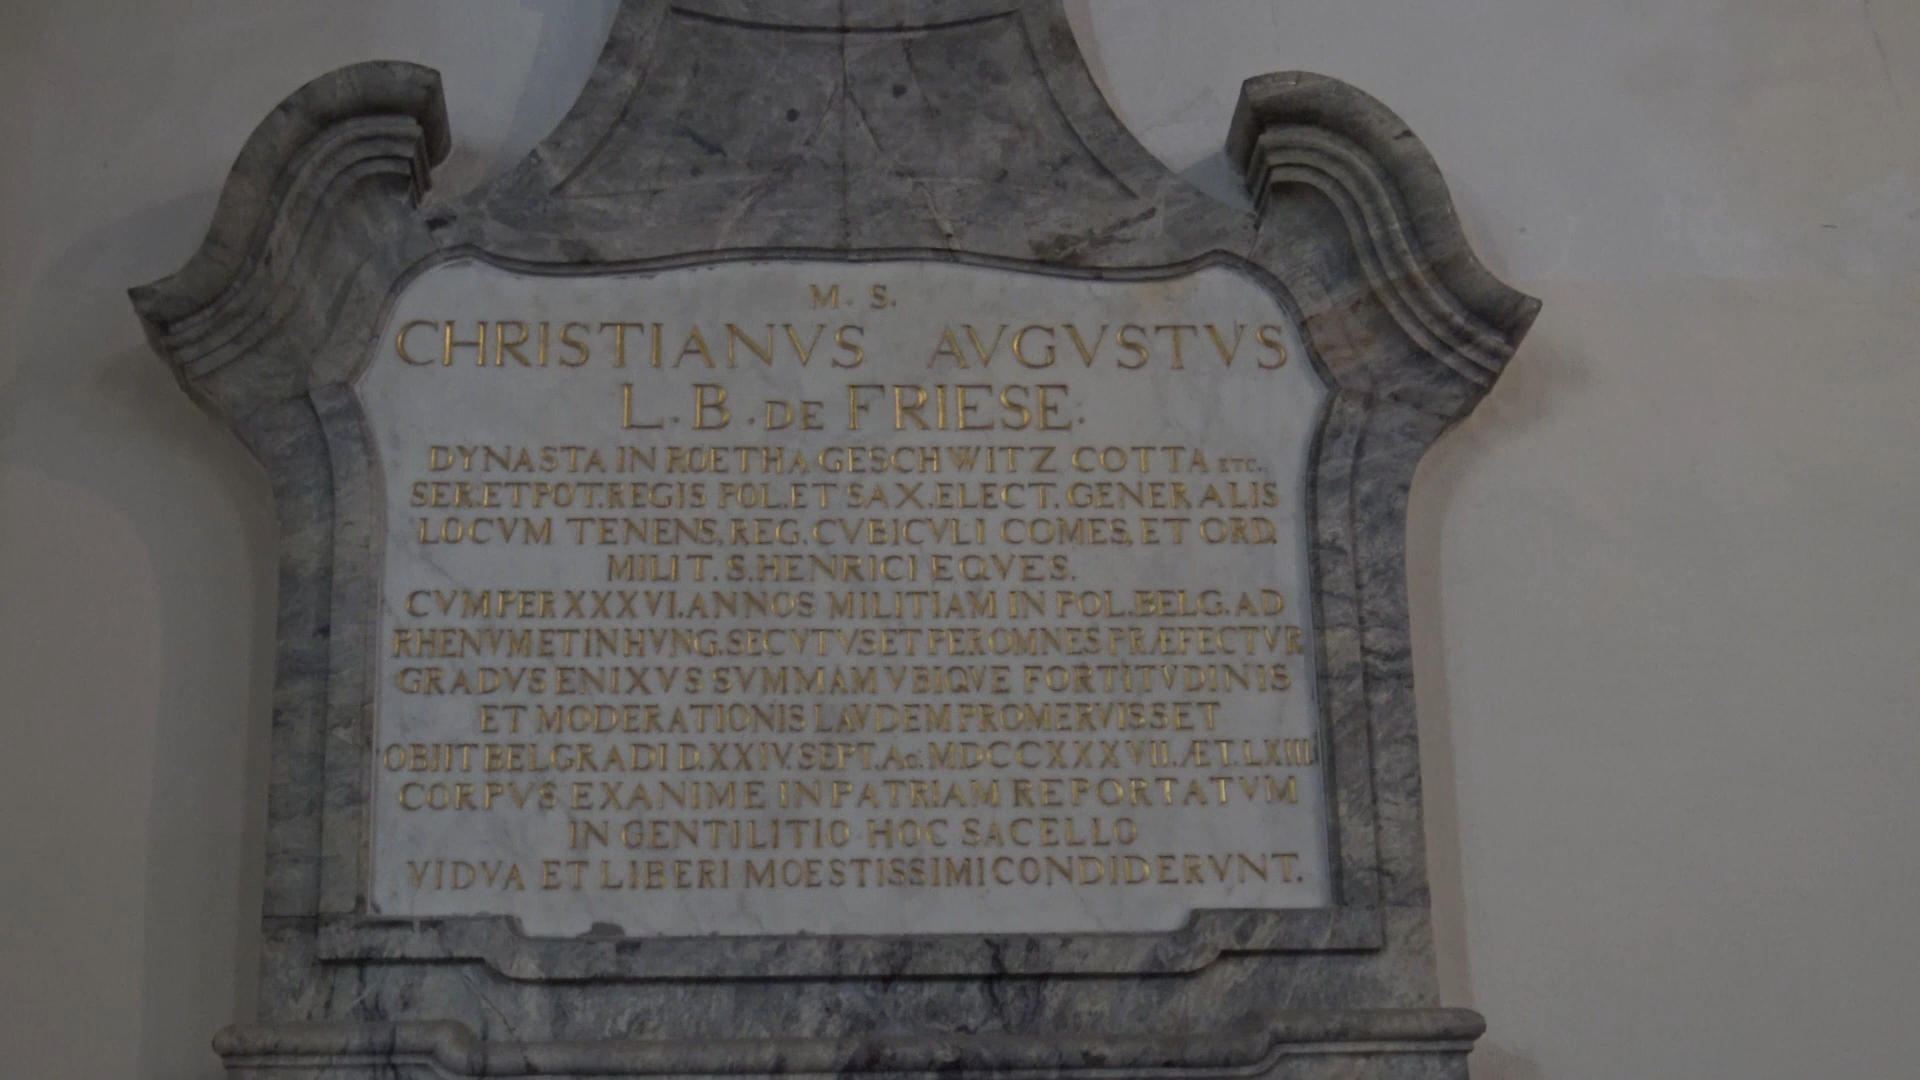 M. S.
CHRISTIANVS AVGVSTVS
L. B. DE FRIESE.
DYNASTA IN ROETHA GESCHWITZ COTTA ETC.
SER. ET POT. REGIS POL. ET SAX. ELECT. GENERALIS
LOCVM TENENS, REG. CVBICVLI COMES, ET ORD.
MILIT. S. HENRICI EQVES.
CVM PER XXXVI. ANNOS MILITIAM IN POL. BELG. AD
RHENVM ET IN HVNG. SECVTVS ET PER OMNES PRÆFECTVR
GRADVS ENIXVS SVMMAM VBIQVE FORTITVDINIS
ET MODERATIONIS LAVDEM PROMERVISSET
OBIIT BELGRADI D. XXIV. SEPT. Ao. MDCCXXXVII. ÆT. LXIII.
CORPVS EXANIME IN PATRIAM REPORTATVM
IN GENTILITIO HOC SACELLO
VIDVA ET LIBERI MOESTISSIMI CONDIDERVNT.